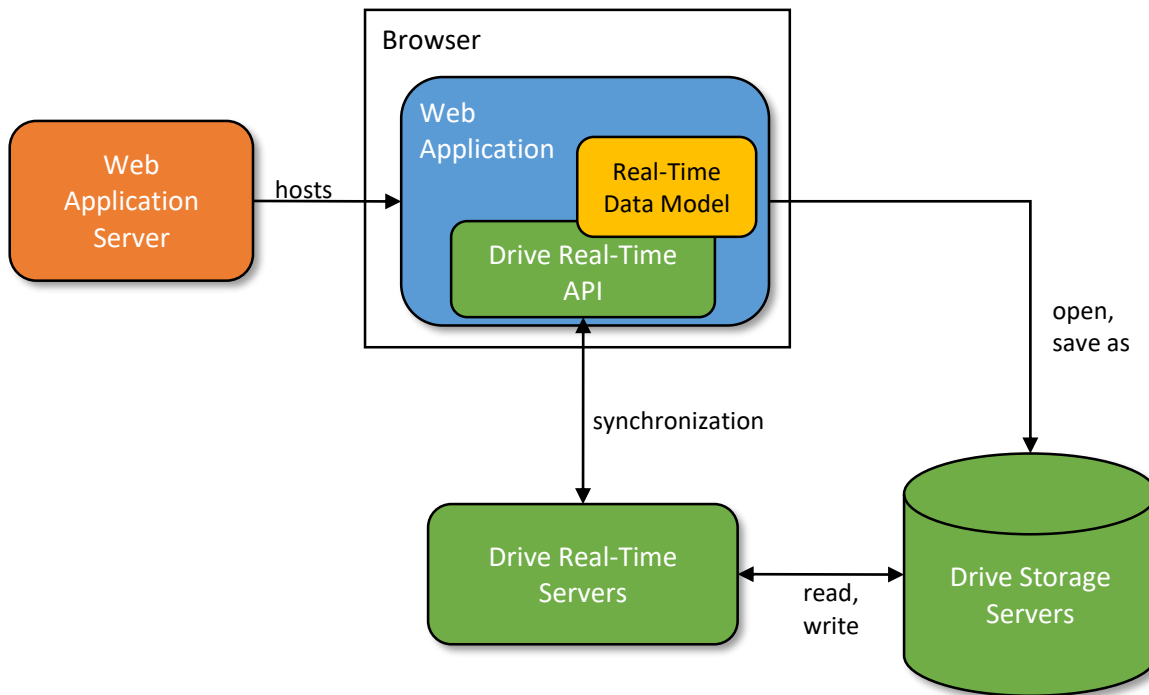 Browser
Web
Application
Real-Time
Data Model
Web
Application
Server
hosts
Drive Real-Time
API
open,
save as
synchronization
Drive Real-Time
Servers
read,
write
Drive Storage
Servers